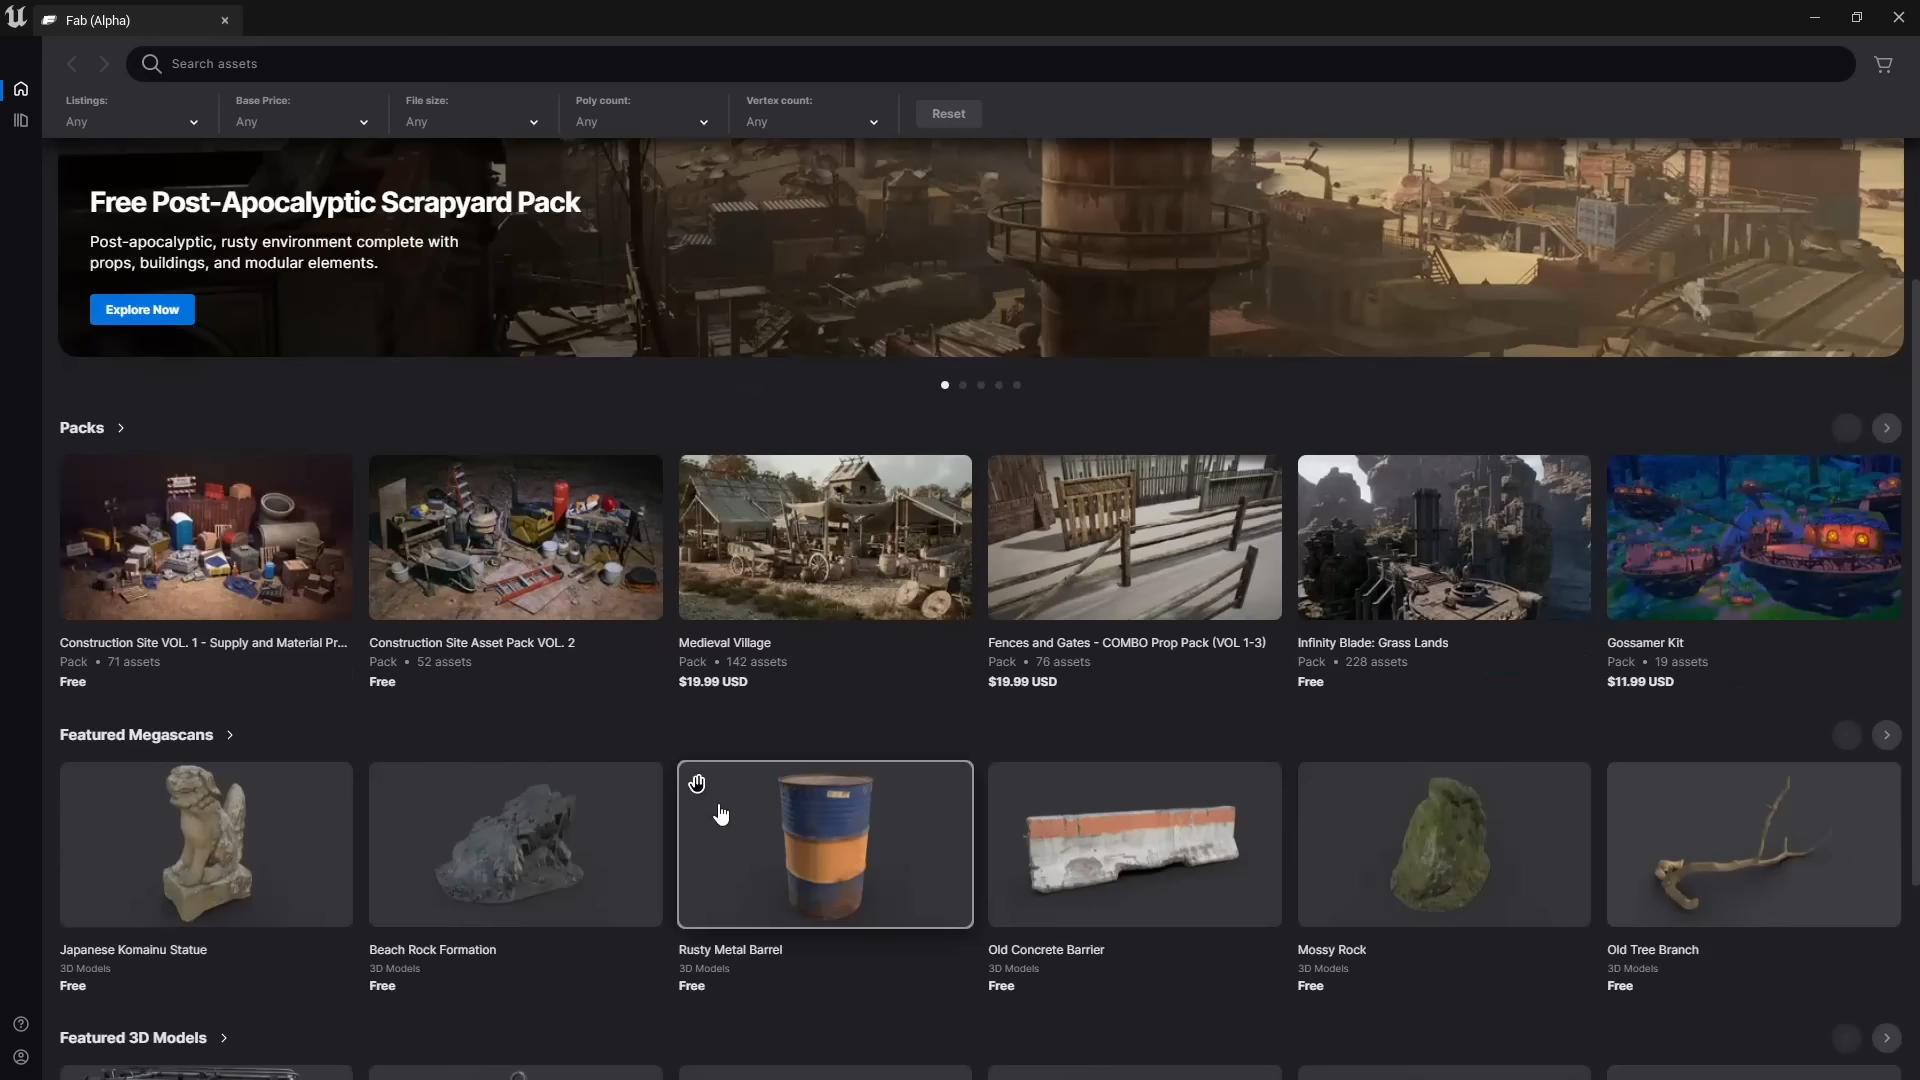 Fab (Alpha)
Search assets
Listings:
Any
Base Price:
Any
File size:
Any
Poly count:
Any
Vertex count:
Any
Reset
Free Post-Apocalyptic Scrapyard Pack
Post-apocalyptic, rusty environment complete with
props, buildings, and modular elements.
Explore Now
Packs
Construction Site VOL. 1 - Supply and Material Pr...
Pack • 71 assets
Free
Construction Site Asset Pack VOL. 2
Pack • 52 assets
Free
Medieval Village
Pack • 142 assets
$19.99 USD
Fences and Gates - COMBO Prop Pack (VOL 1-3)
Pack • 76 assets
$19.99 USD
Infinity Blade: Grass Lands
Pack • 228 assets
Free
Gossamer Kit
Pack • 19 assets
$11.99 USD
Featured Megascans
Japanese Komainu Statue
3D Models
Free
Beach Rock Formation
3D Models
Free
Rusty Metal Barrel
3D Models
Free
Old Concrete Barrier
3D Models
Free
Mossy Rock
3D Models
Free
Old Tree Branch
3D Models
Free
Featured 3D Models